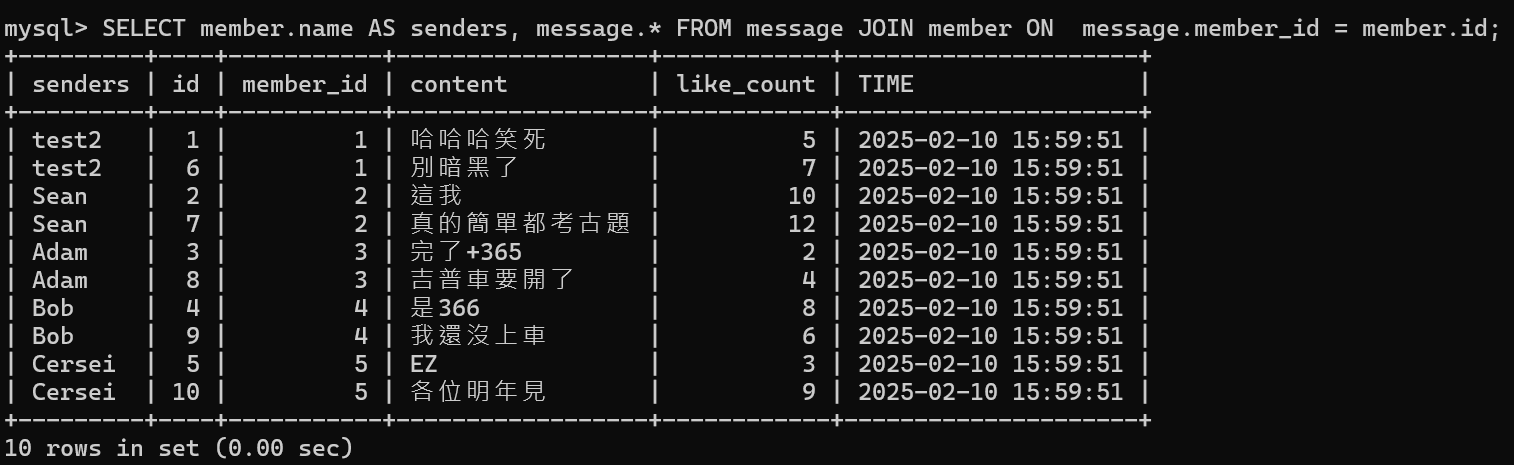 mysql> SELECT member.name AS senders, message.* FROM message JOIN member ON  message.member_id = member.id;
+---------+----+-----------+------------------+------------+---------------------+
| senders | id | member_id | content          | like_count | TIME                |
+---------+----+-----------+------------------+------------+---------------------+
| test2   |  1 |         1 | 哈哈哈笑死       |          5 | 2025-02-10 15:59:51 |
| test2   |  6 |         1 | 別暗黑了         |          7 | 2025-02-10 15:59:51 |
| Sean    |  2 |         2 | 這我             |         10 | 2025-02-10 15:59:51 |
| Sean    |  7 |         2 | 真的簡單都考古題 |         12 | 2025-02-10 15:59:51 |
| Adam    |  3 |         3 | 完了+365         |          2 | 2025-02-10 15:59:51 |
| Adam    |  8 |         3 | 吉普車要開了     |          4 | 2025-02-10 15:59:51 |
| Bob     |  4 |         4 | 是366            |          8 | 2025-02-10 15:59:51 |
| Bob     |  9 |         4 | 我還沒上車       |          6 | 2025-02-10 15:59:51 |
| Cersei  |  5 |         5 | EZ               |          3 | 2025-02-10 15:59:51 |
| Cersei  | 10 |         5 | 各位明年見       |          9 | 2025-02-10 15:59:51 |
+---------+----+-----------+------------------+------------+---------------------+
10 rows in set (0.00 sec)